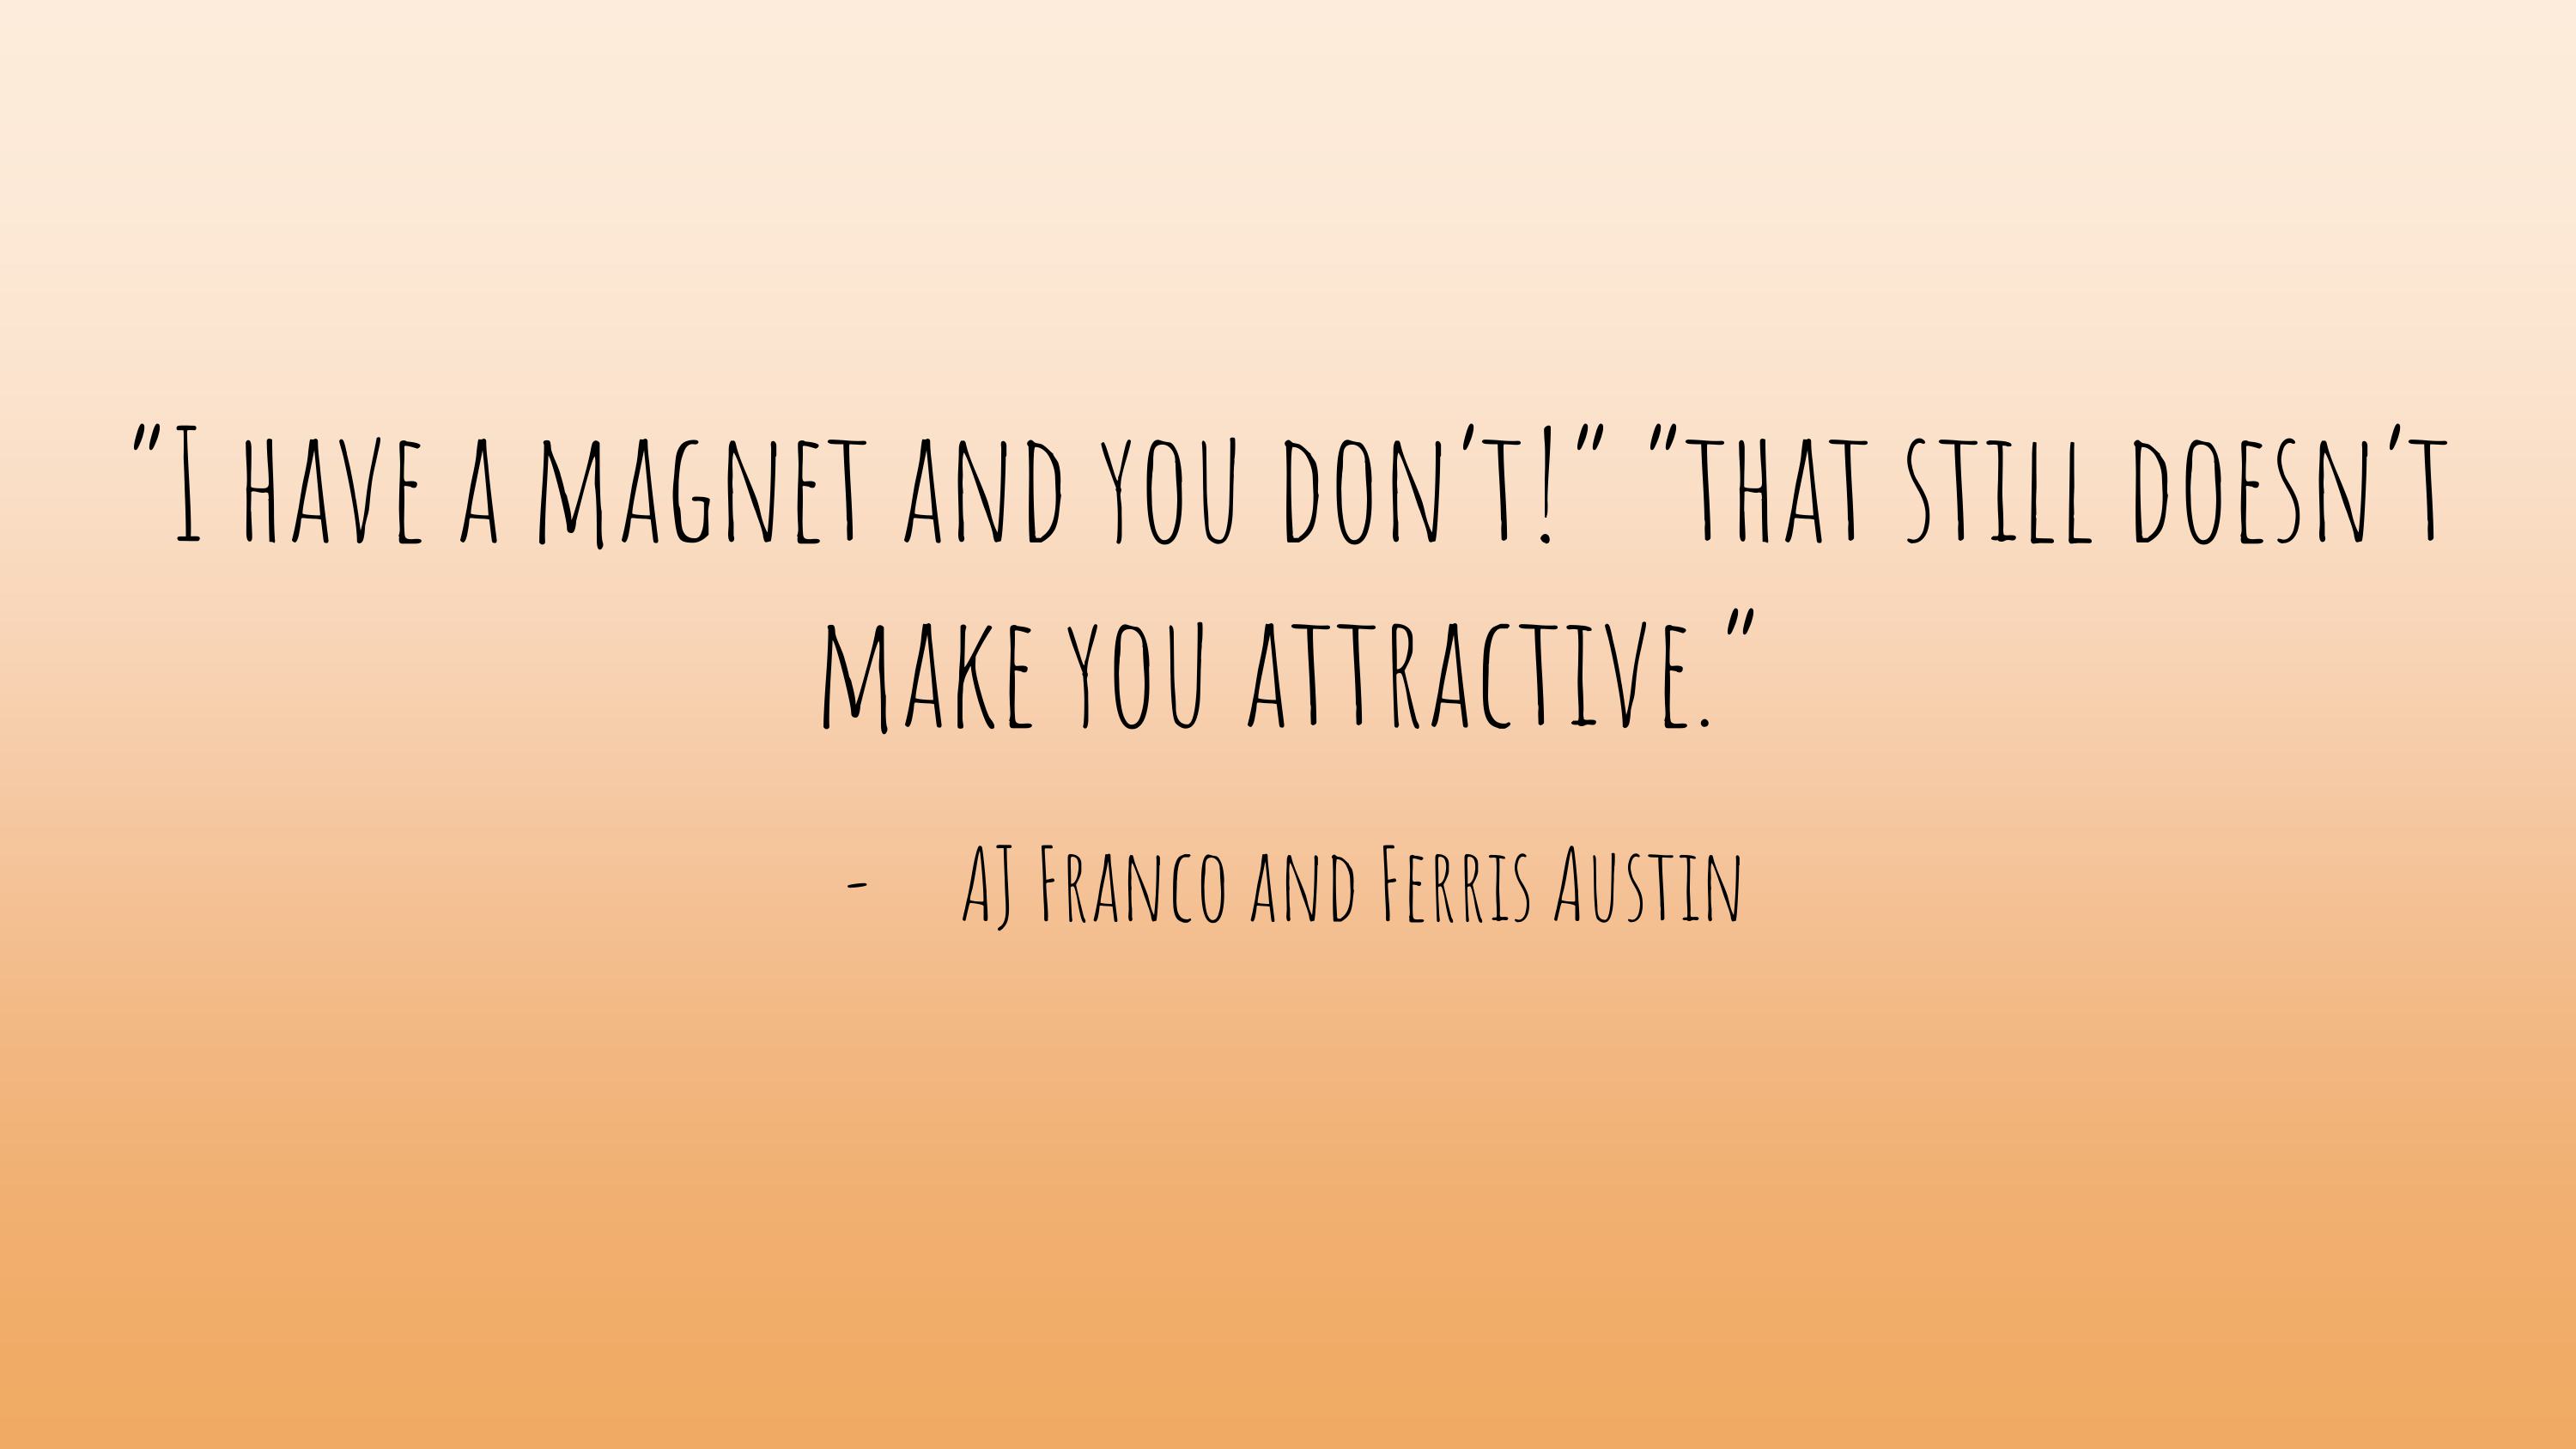 “I have a magnet and you don’t!” “that still doesn’t
make you attractive.”
- AJ Franco and Ferris Austin